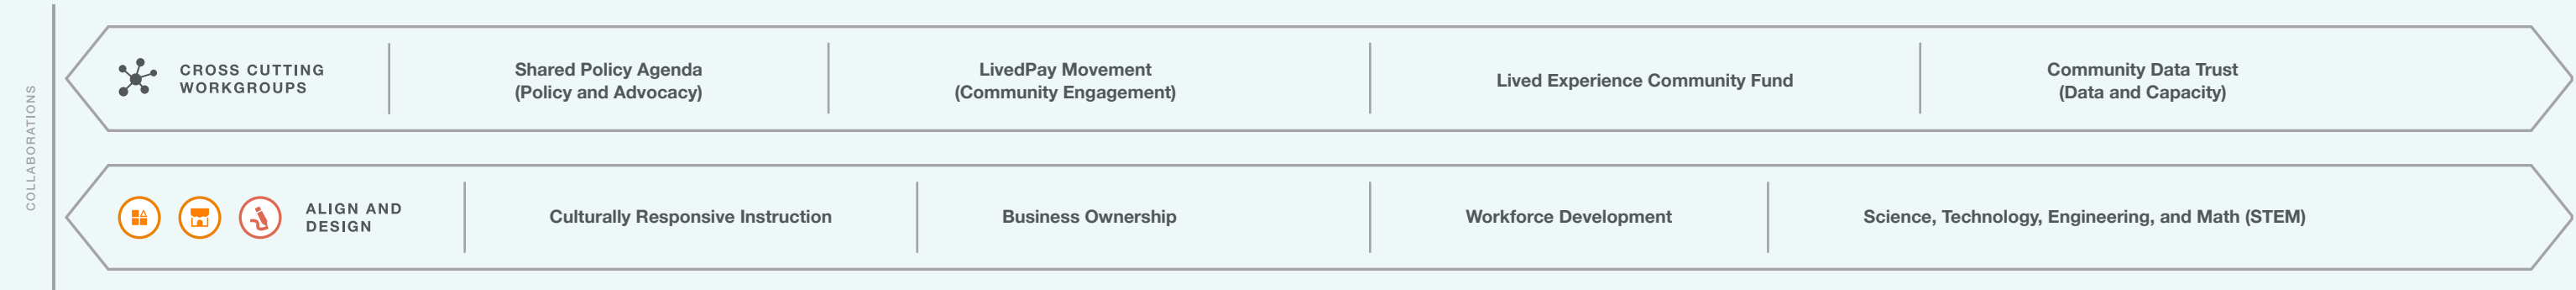 COLLABORATIONS
CROSS CUTTING
WORKGROUPS
Shared Policy Agenda
(Policy and Advocacy)
LivedPay Movement
(Community Engagement)
Lived Experience Community Fund
Community Data Trust
(Data and Capacity)
ALIGN AND
DESIGN
Culturally Responsive Instruction
Business Ownership
Workforce Development
Science, Technology, Engineering, and Math (STEM)